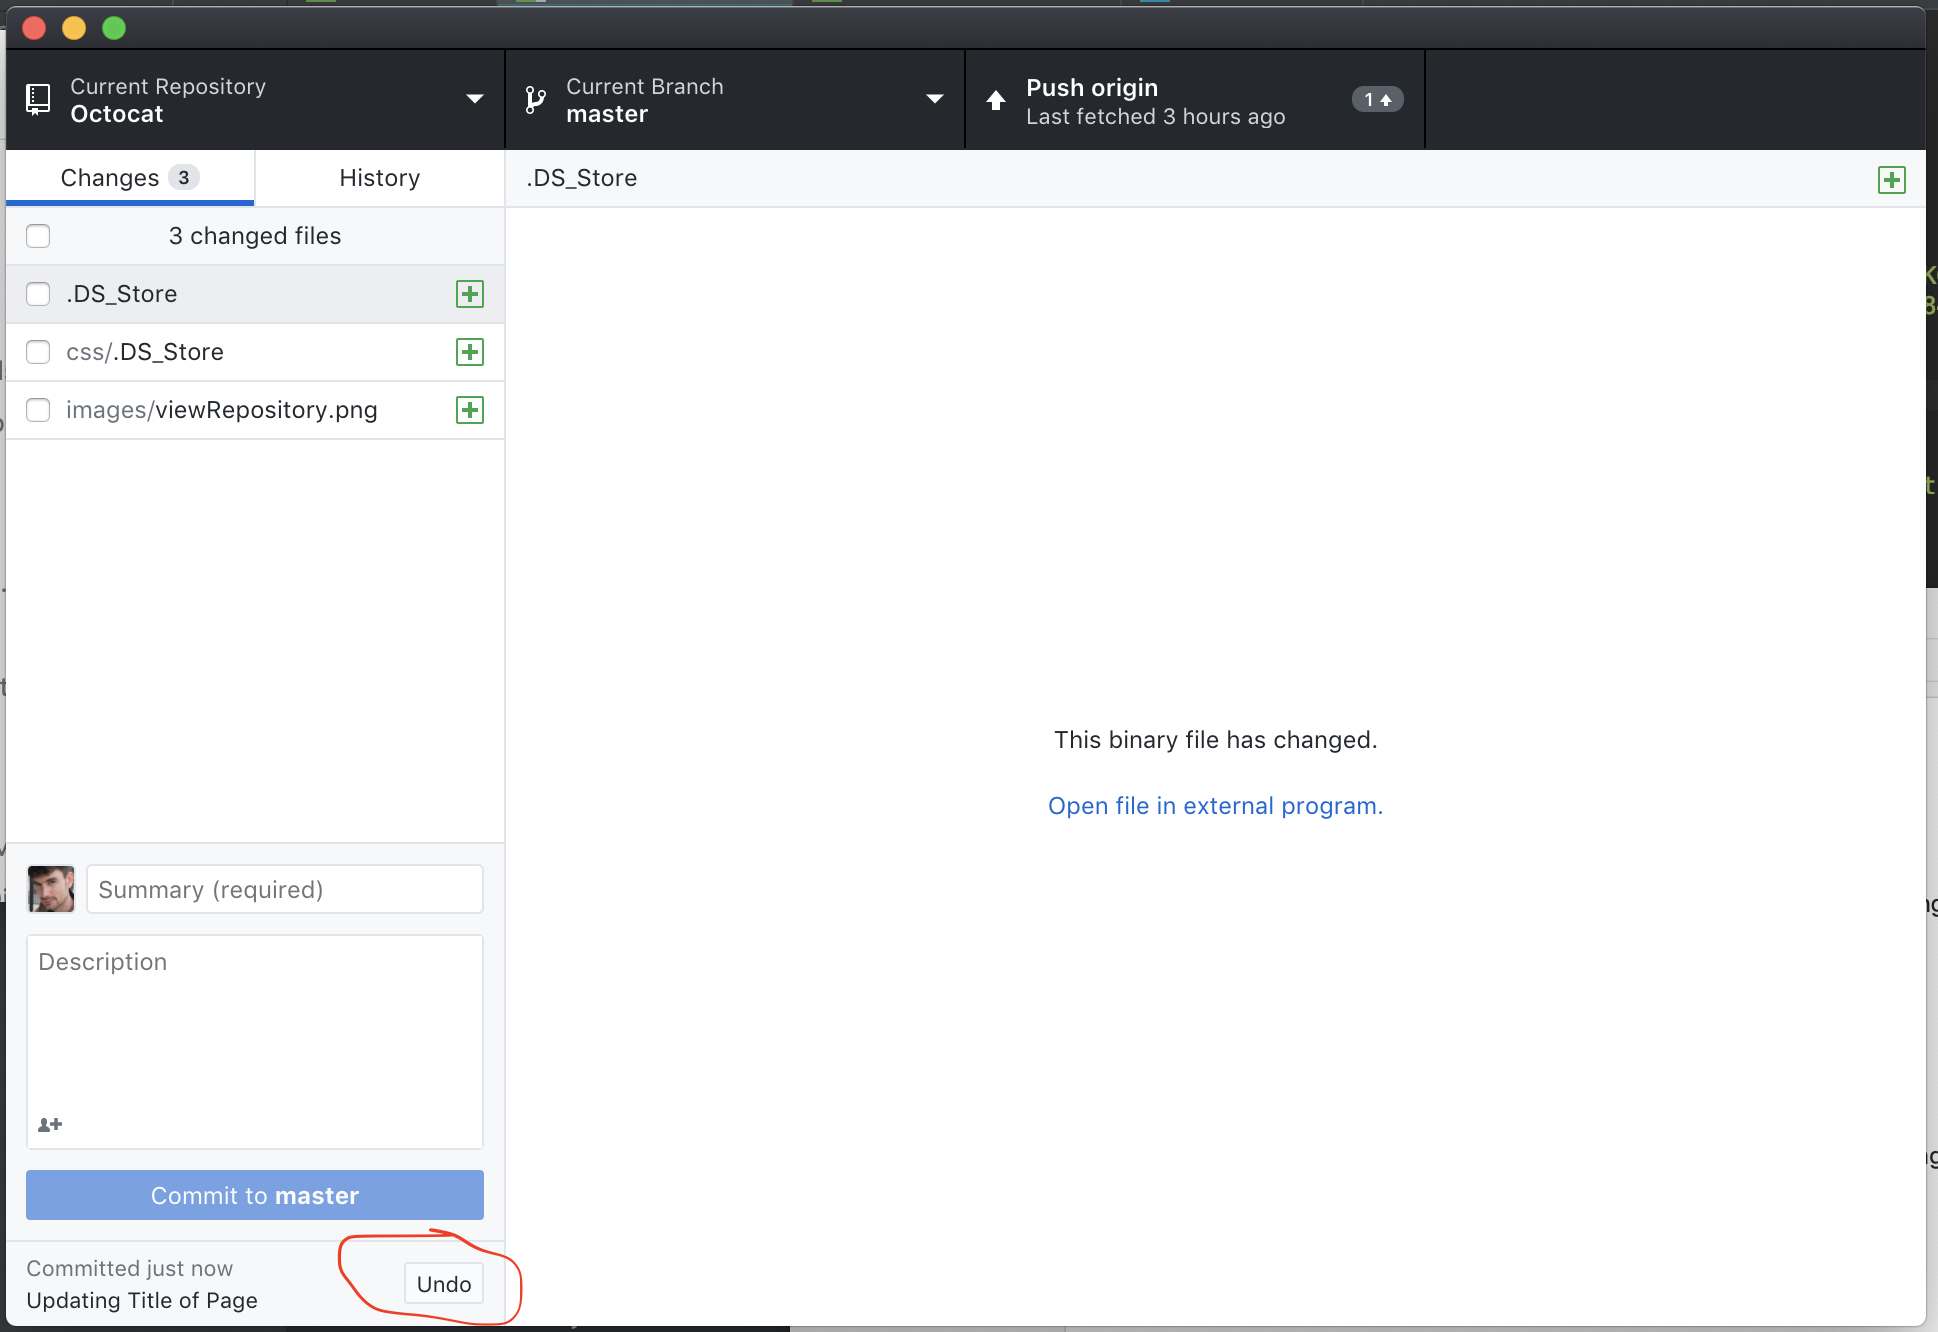 Current Repository
Octocat
Current Branch
master
Push origin
Last fetched 3 hours ago
1
Changes 3
History
.DS_Store
3 changed files
.DS_Store
css/.DS_Store
images/viewRepository.png
This binary file has changed.
Open file in external program.
Summary (required)
Description
Commit to master
Committed just now
Updating Title of Page
Undo